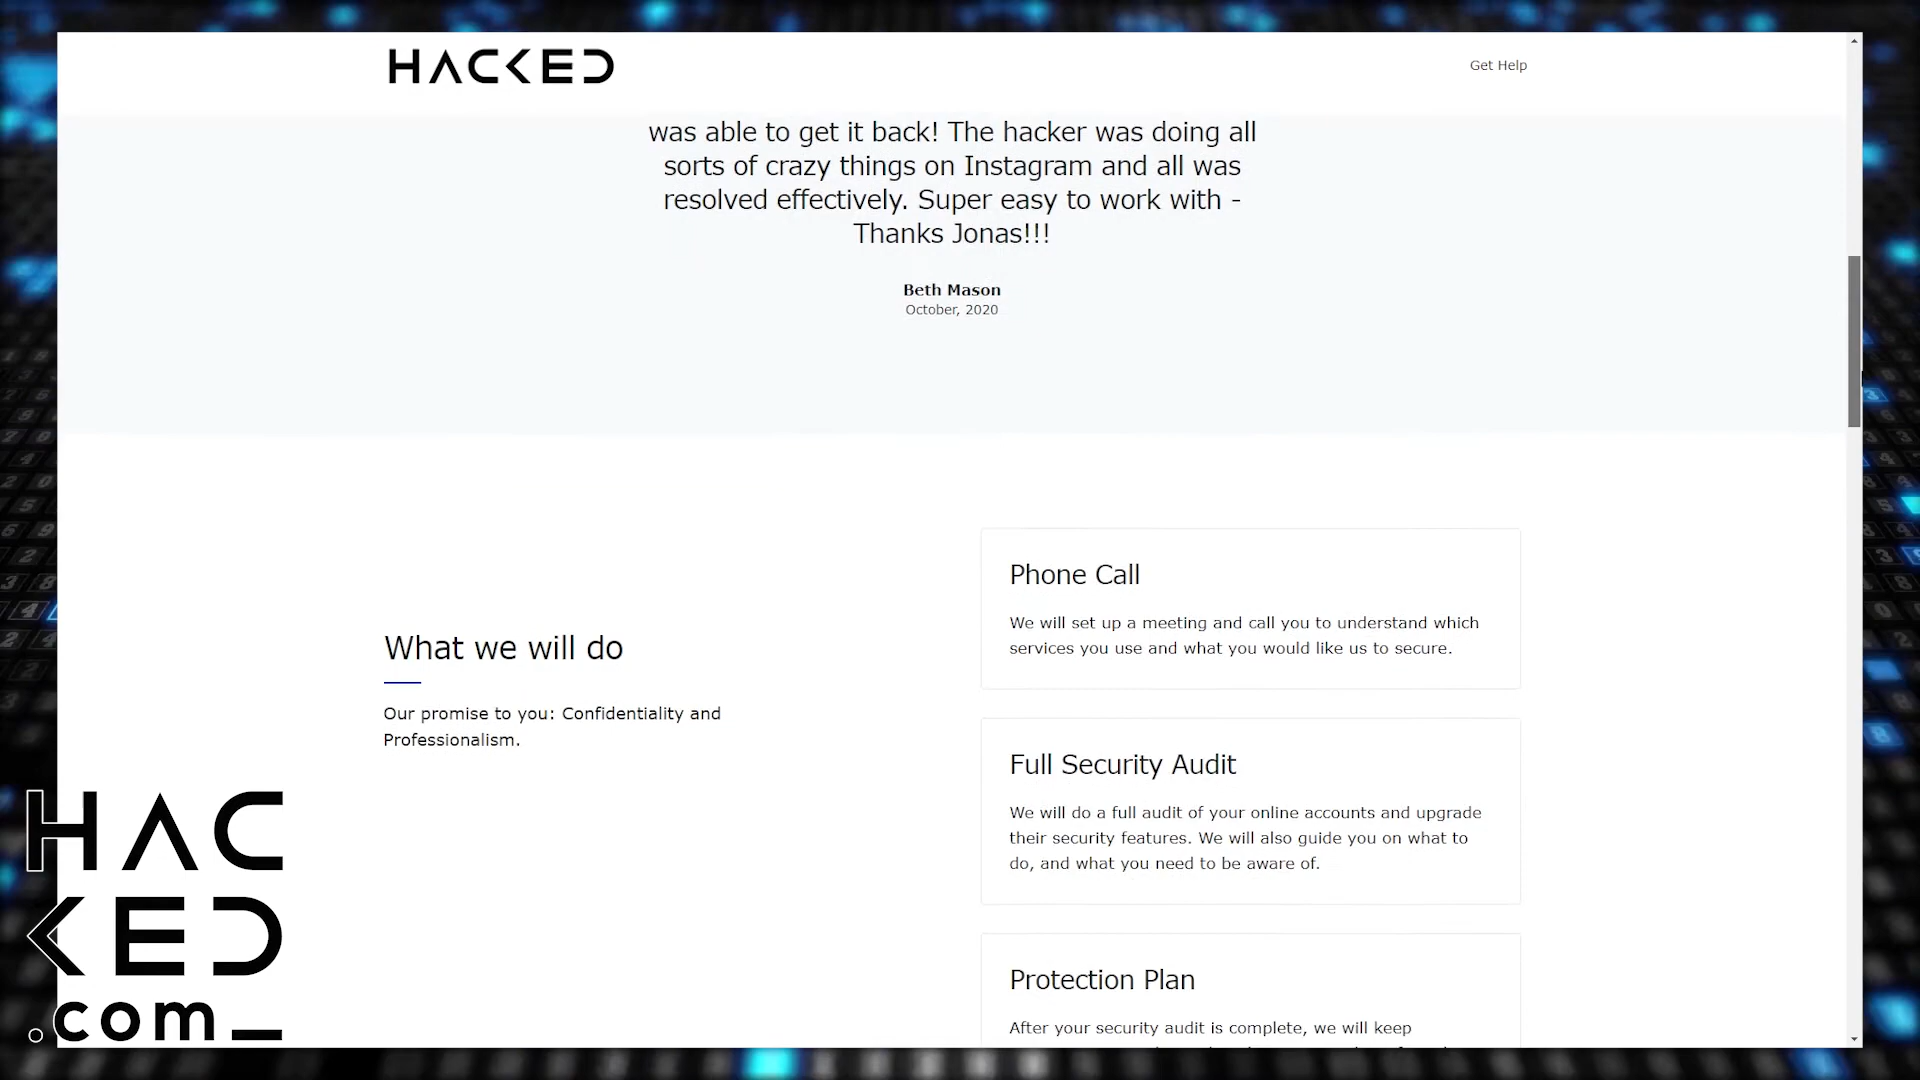 HACKED
Get Help
was able to get it back! The hacker was doing all
sorts of crazy things on Instagram and all was
resolved effectively. Super easy to work with -
Thanks Jonas!!!
Beth Mason
October, 2020
What we will do
Our promise to you: Confidentiality and
Professionalism.
Phone Call
We will set up a meeting and call you to understand which
services you use and what you would like us to secure.
Full Security Audit
We will do a full audit of your online accounts and upgrade
their security features. We will also guide you on what to
do, and what you need to be aware of.
Protection Plan
After your security audit is complete, we will keep
HAC
KED
.com_